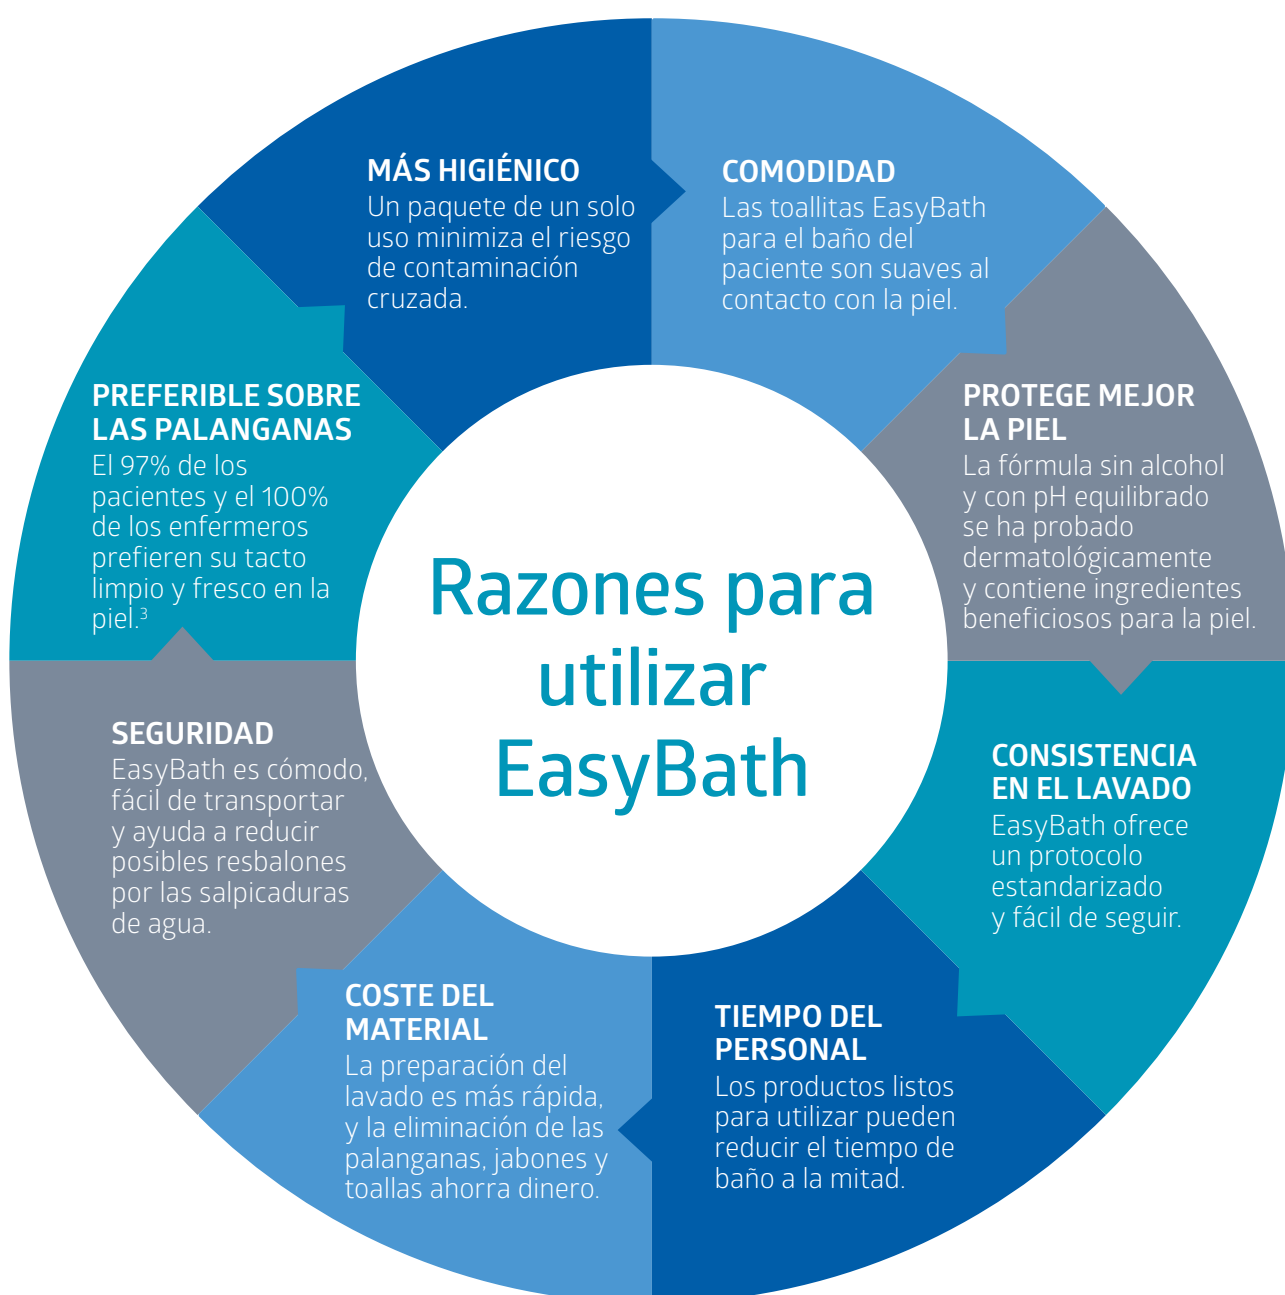 MÁS HIGIÉNICO
Un paquete de un solo
uso minimiza el riesgo
de contaminación
cruzada.
COMODIDAD
Las toallitas EasyBath
para el baño del
paciente son suaves al
contacto con la piel.
PROTEGE MEJOR
LA PIEL
La fórmula sin alcohol
y con pH equilibrado
se ha probado
dermatológicamente
y contiene ingredientes
beneficiosos para la piel.
CONSISTENCIA
EN EL LAVADO
EasyBath ofrece
un protocolo
estandarizado
y fácil de seguir.
TIEMPO DEL
PERSONAL
Los productos listos
para utilizar pueden
reducir el tiempo de
baño a la mitad.
COSTE DEL
MATERIAL
La preparación del
lavado es más rápida,
y la eliminación de las
palanganas, jabones y
toallas ahorra dinero.
SEGURIDAD
EasyBath es cómodo,
fácil de transportar
y ayuda a reducir
posibles resbalones
por las salpicaduras
de agua.
PREFERIBLE SOBRE
LAS PALANGANAS
El 97% de los
pacientes y el 100%
de los enfermeros
prefieren su tacto
limpio y fresco en la
piel.³
Razones para
utilizar
EasyBath